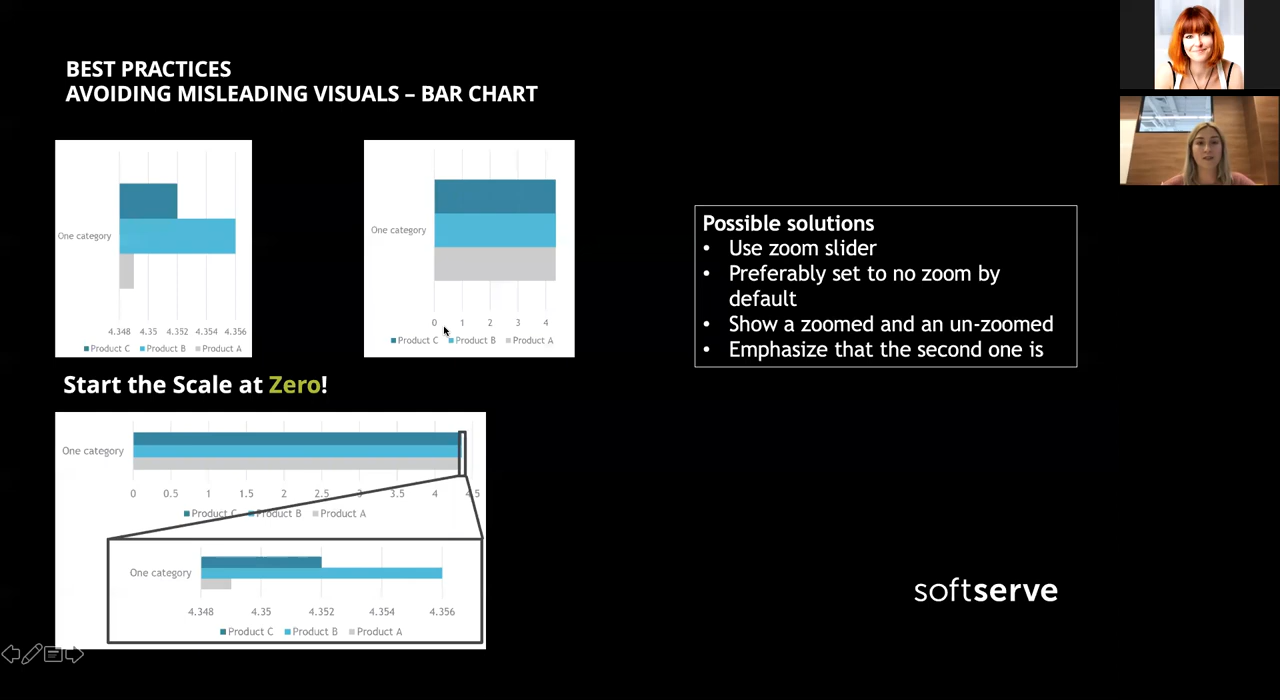 BEST PRACTICES
AVOIDING MISLEADING VISUALS – BAR CHART
One category
4.348 4.35 4.352 4.354 4.356
Product C Product B Product A
One category
0 1 2 3 4
Product C Product B Product A
Possible solutions
• Use zoom slider
• Preferably set to no zoom by
default
• Show a zoomed and an un-zoomed
• Emphasize that the second one is
Start the Scale at Zero!
One category
0 0.5 1 1.5 2 2.5 3 3.5 4 4.5
Product C Product B Product A
One category
4.348 4.35 4.352 4.354 4.356
Product C Product B Product A
softserve